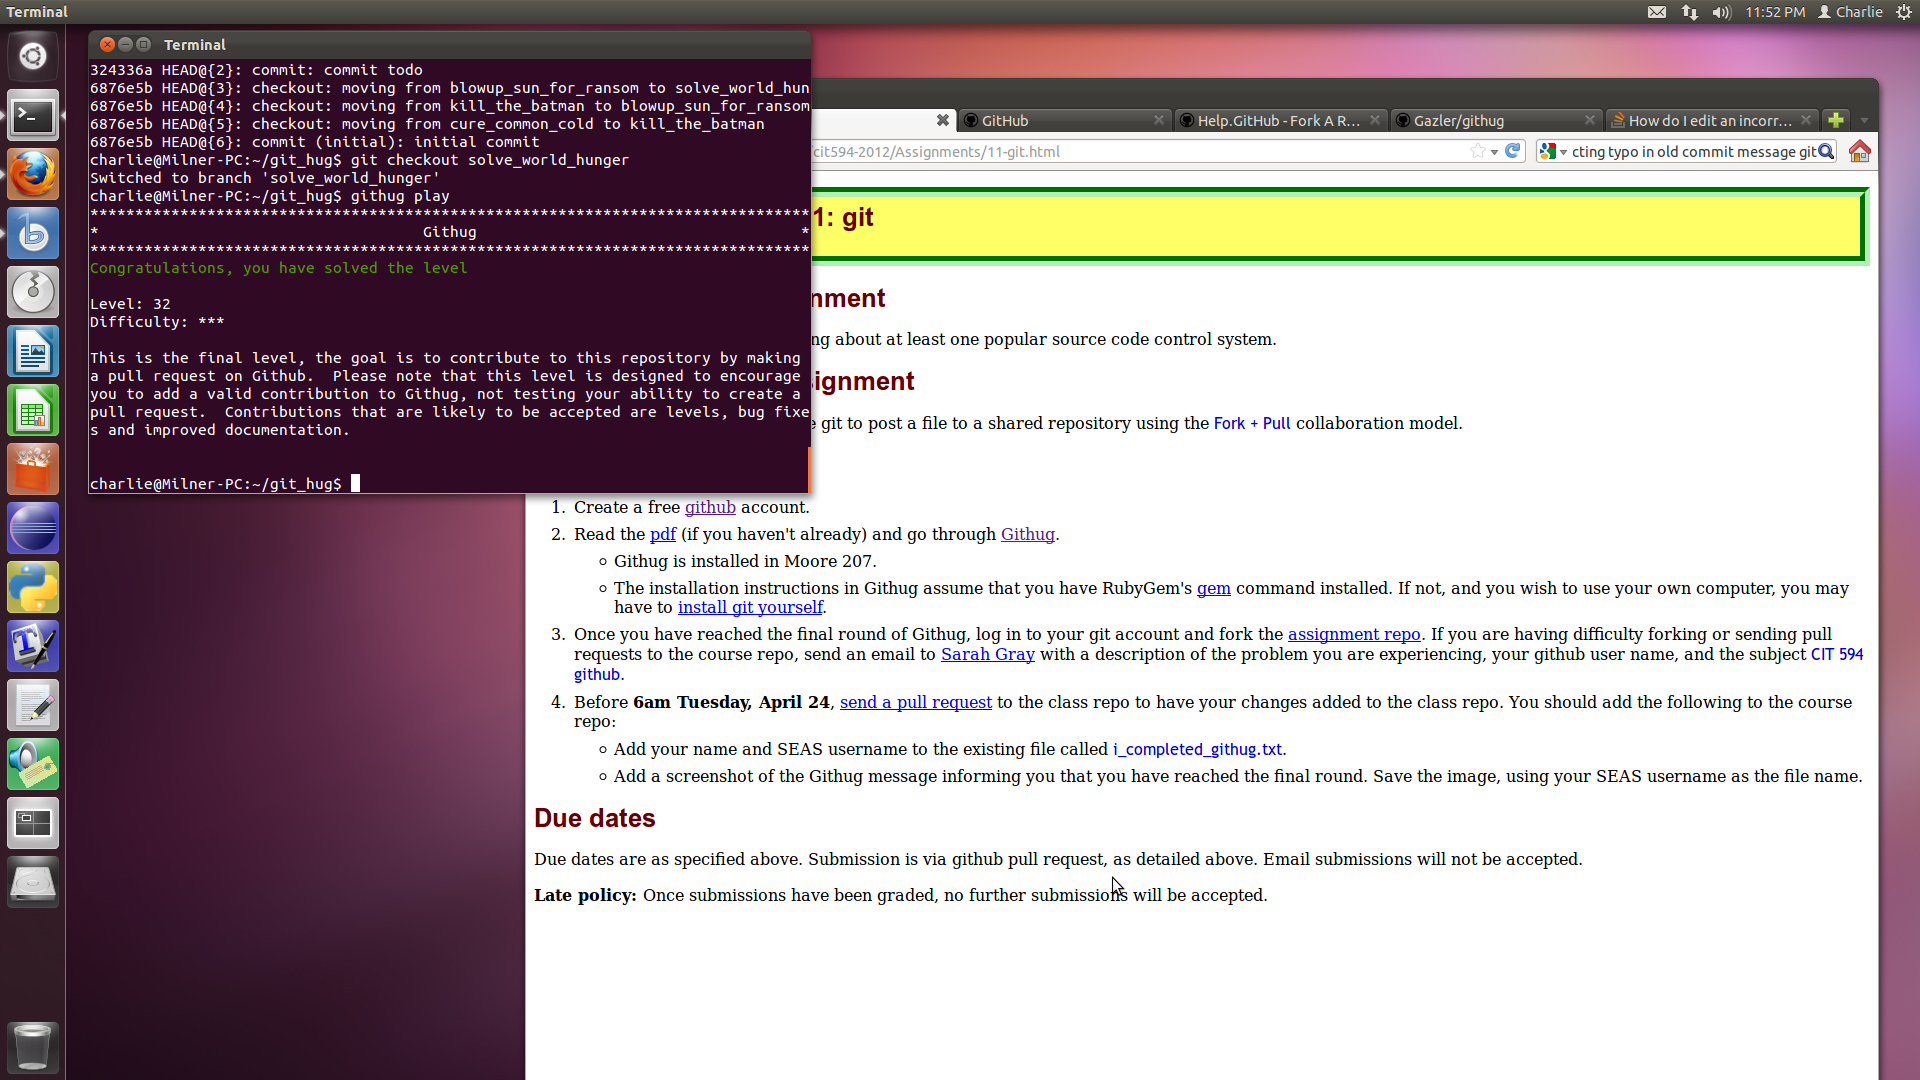 Terminal
11:52 PM Charlie
Terminal
324336a HEAD@{2}: commit: commit todo
6876e5b HEAD@{3}: checkout: moving from blowup_sun_for_ransom to solve_world_hun
6876e5b HEAD@{4}: checkout: moving from kill_the_batman to blowup_sun_for_ransom
6876e5b HEAD@{5}: checkout: moving from cure_common_cold to kill_the_batman
6876e5b HEAD@{6}: commit (initial): initial commit
charlie@Milner-PC:~/git_hug$ git checkout solve_world_hunger
Switched to branch 'solve_world_hunger'
charlie@Milner-PC:~/git_hug$ githug play
********************************************************************************
* Githug *
********************************************************************************
Congratulations, you have solved the level
Level: 32
Difficulty: ***
This is the final level, the goal is to contribute to this repository by making
a pull request on Github.  Please note that this level is designed to encourage
you to add a valid contribution to Githug, not testing your ability to create a
pull request.  Contributions that are likely to be accepted are levels, bug fixe
s and improved documentation.
charlie@Milner-PC:~/git_hug$
GitHub
Help.GitHub - Fork A R...
Gazler/githug
How do I edit an incorr...
/cit594-2012/Assignments/11-git.html
cting typo in old commit message git
1: git
nment
ng about at least one popular source code control system.
ignment
e git to post a file to a shared repository using the Fork + Pull collaboration model.
1. Create a free github account.
2. Read the pdf (if you haven't already) and go through Githug.
Githug is installed in Moore 207.
The installation instructions in Githug assume that you have RubyGem's gem command installed. If not, and you wish to use your own computer, you may
have to install git yourself.
3. Once you have reached the final round of Githug, log in to your git account and fork the assignment repo. If you are having difficulty forking or sending pull
requests to the course repo, send an email to Sarah Gray with a description of the problem you are experiencing, your github user name, and the subject CIT 594
github.
4. Before 6am Tuesday, April 24, send a pull request to the class repo to have your changes added to the class repo. You should add the following to the course
repo:
Add your name and SEAS username to the existing file called i_completed_githug.txt.
Add a screenshot of the Githug message informing you that you have reached the final round. Save the image, using your SEAS username as the file name.
Due dates
Due dates are as specified above. Submission is via github pull request, as detailed above. Email submissions will not be accepted.
Late policy: Once submissions have been graded, no further submissions will be accepted.